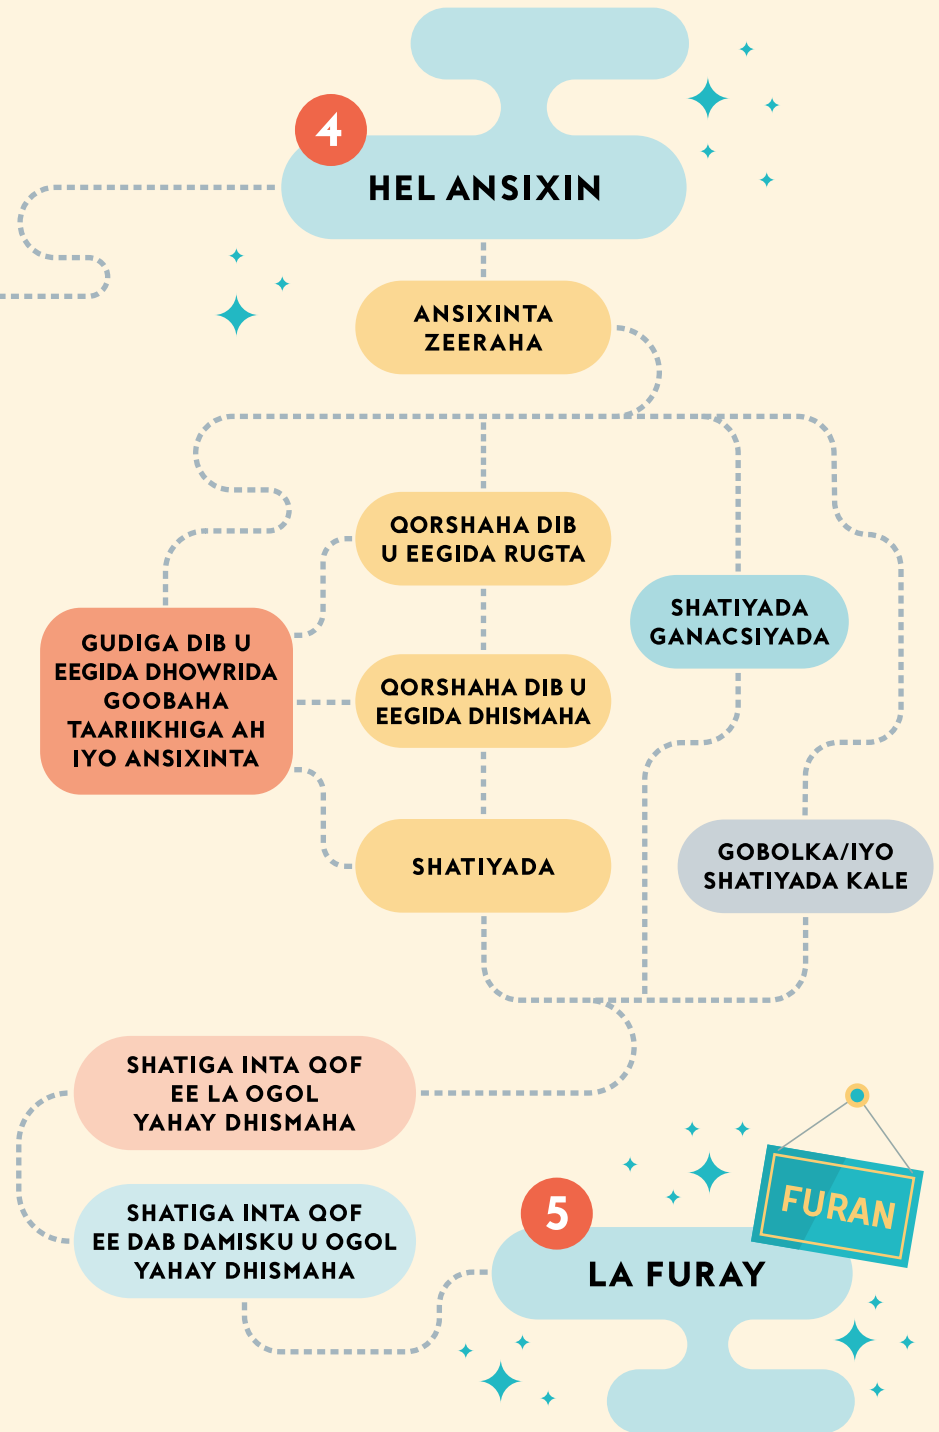 4
HEL ANSIXIN
ANSIXINTA
ZEERAHA
QORSHAHA DIB
U EEGIDA RUGTA
SHATIYADA
GANACSIYADA
GUDIGA DIB U
EEGIDA DHOWRIDA
GOOBAHA
TAARIIKHIGA AH
IYO ANSIXINTA
QORSHAHA DIB U
EEGIDA DHISMAHA
SHATIYADA
GOBOLKA/IYO
SHATIYADA KALE
SHATIGA INTA QOF
EE LA OGOL
YAHAY DHISMAHA
SHATIGA INTA QOF
EE DAB DAMISKU U OGOL
YAHAY DHISMAHA
5
LA FURAY
FURAN